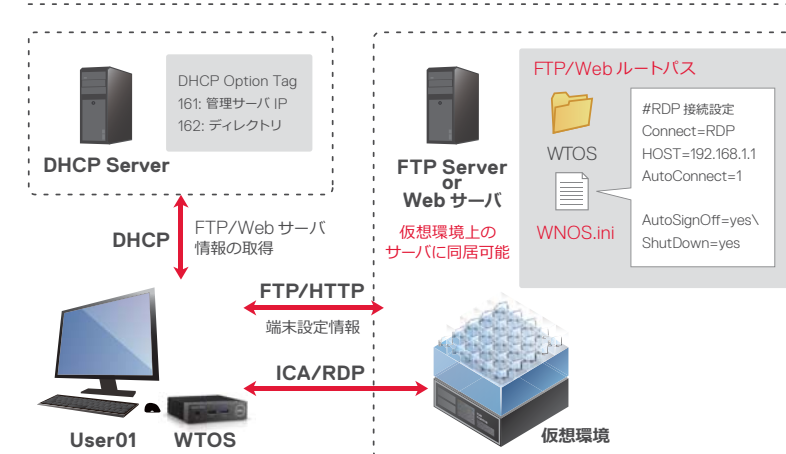 DHCP Option Tag
161: 管理サーバ IP
162: ディレクトリ
DHCP Server
FTP Server
or
Web サーバ
仮想環境上の
サーバに同居可能
FTP/Web ルートパス
WTOS
WNOS.ini
#RDP 接続設定
Connect=RDP
HOST=192.168.1.1
AutoConnect=1
AutoSignOff=yes\
ShutDown=yes
DHCP
FTP/Web サーバ
情報の取得
FTP/HTTP
端末設定情報
ICA/RDP
User01
WTOS
仮想環境